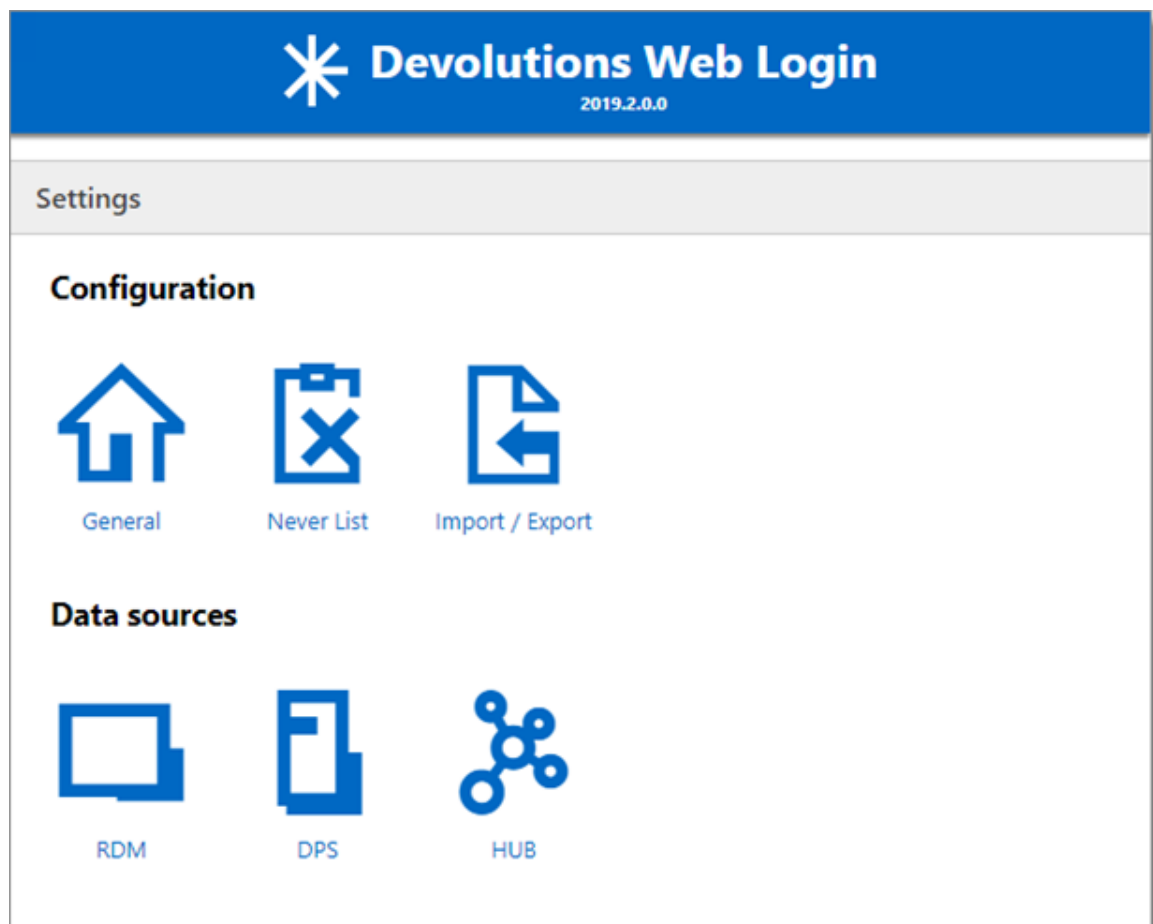 Devolutions Web Login
2019.2.0.0
Settings
Configuration
General Never List Import / Export
Data sources
RDM DPS HUB